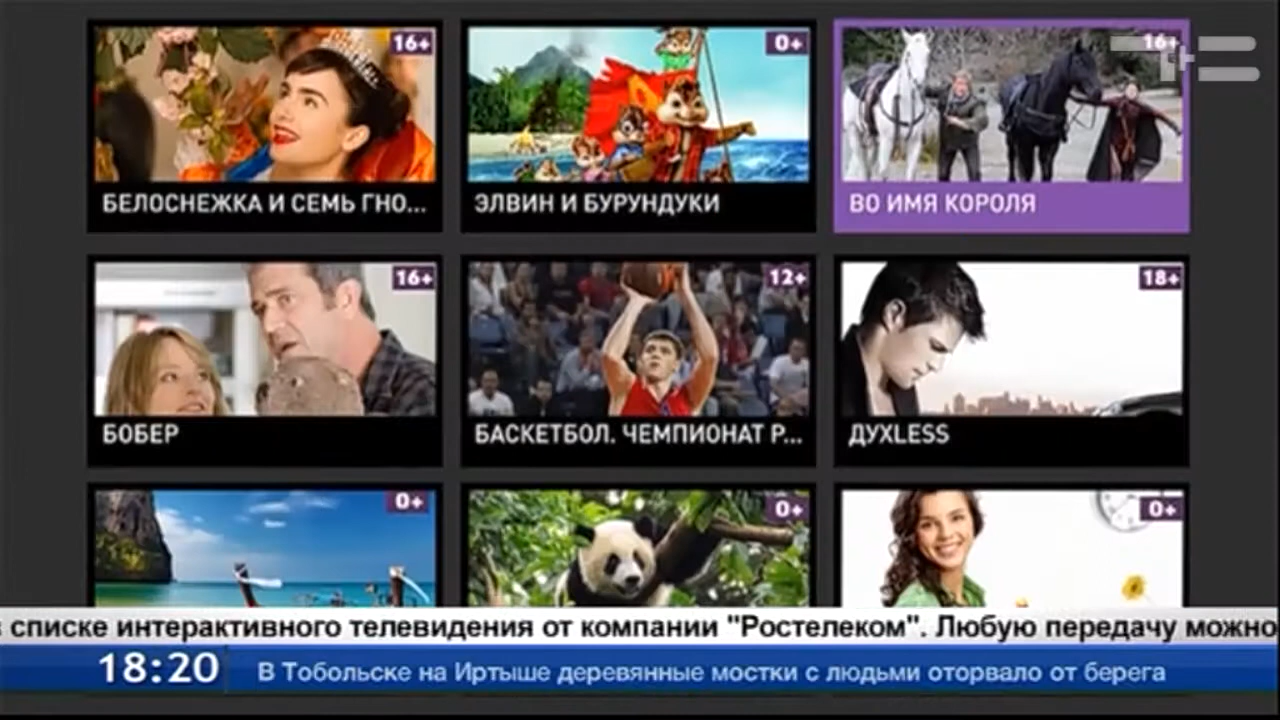 16+
0+
16+
Т+В
БЕЛОСНЕЖКА И СЕМЬ ГНО...
ЭЛВИН И БУРУНДУКИ
ВО ИМЯ КОРОЛЯ
16+
12+
18+
БОБЕР
БАСКЕТБОЛ. ЧЕМПИОНАТ Р...
ДУХLESS
0+
0+
0+
списке интерактивного телевидения от компании "Ростелеком". Любую передачу можно
18:20 В Тобольске на Иртыше деревянные мостки с людьми оторвало от берега